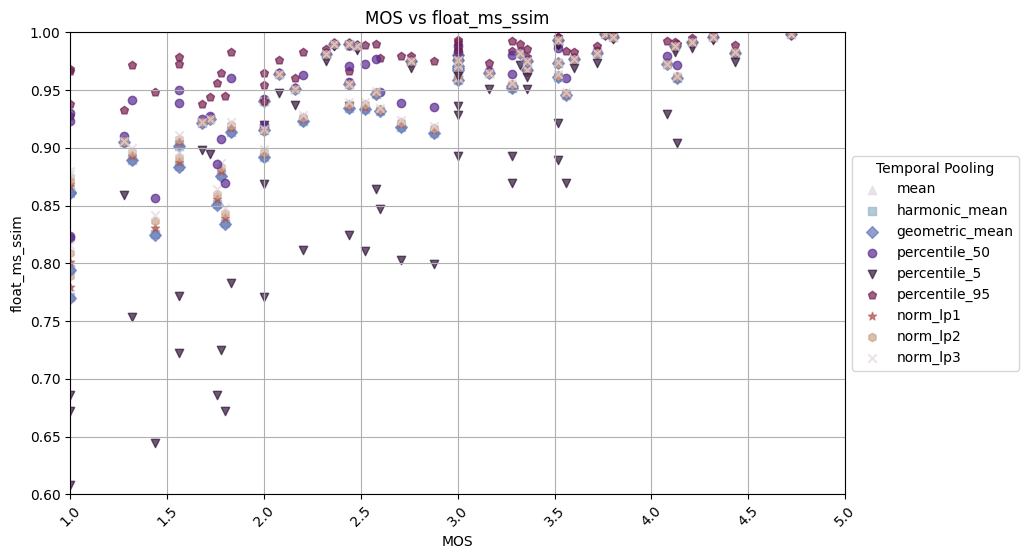 MOS vs float_ms_ssim
float_ms_ssim
1.00
0.95
0.90
0.85
0.80
0.75
0.70
0.65
0.60
1.0
1.5
2.0
2.5
3.0
3.5
4.0
4.5
5.0
MOS
Temporal Pooling
mean
harmonic_mean
geometric_mean
percentile_50
percentile_5
percentile_95
norm_lp1
norm_lp2
norm_lp3